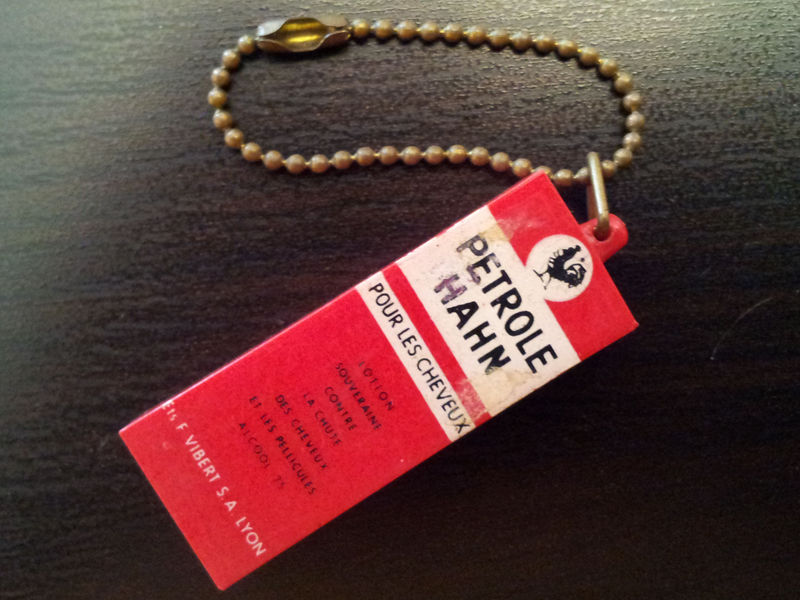 PETROLE
HAHN
POUR LES CHEVEUX
LOTION
SOUVERAINE
CONTRE
LA CHUTE
DES CHEVEUX
ET LES PELLICULES
ALCOOL
Ets F VIBERT S.A. LYON